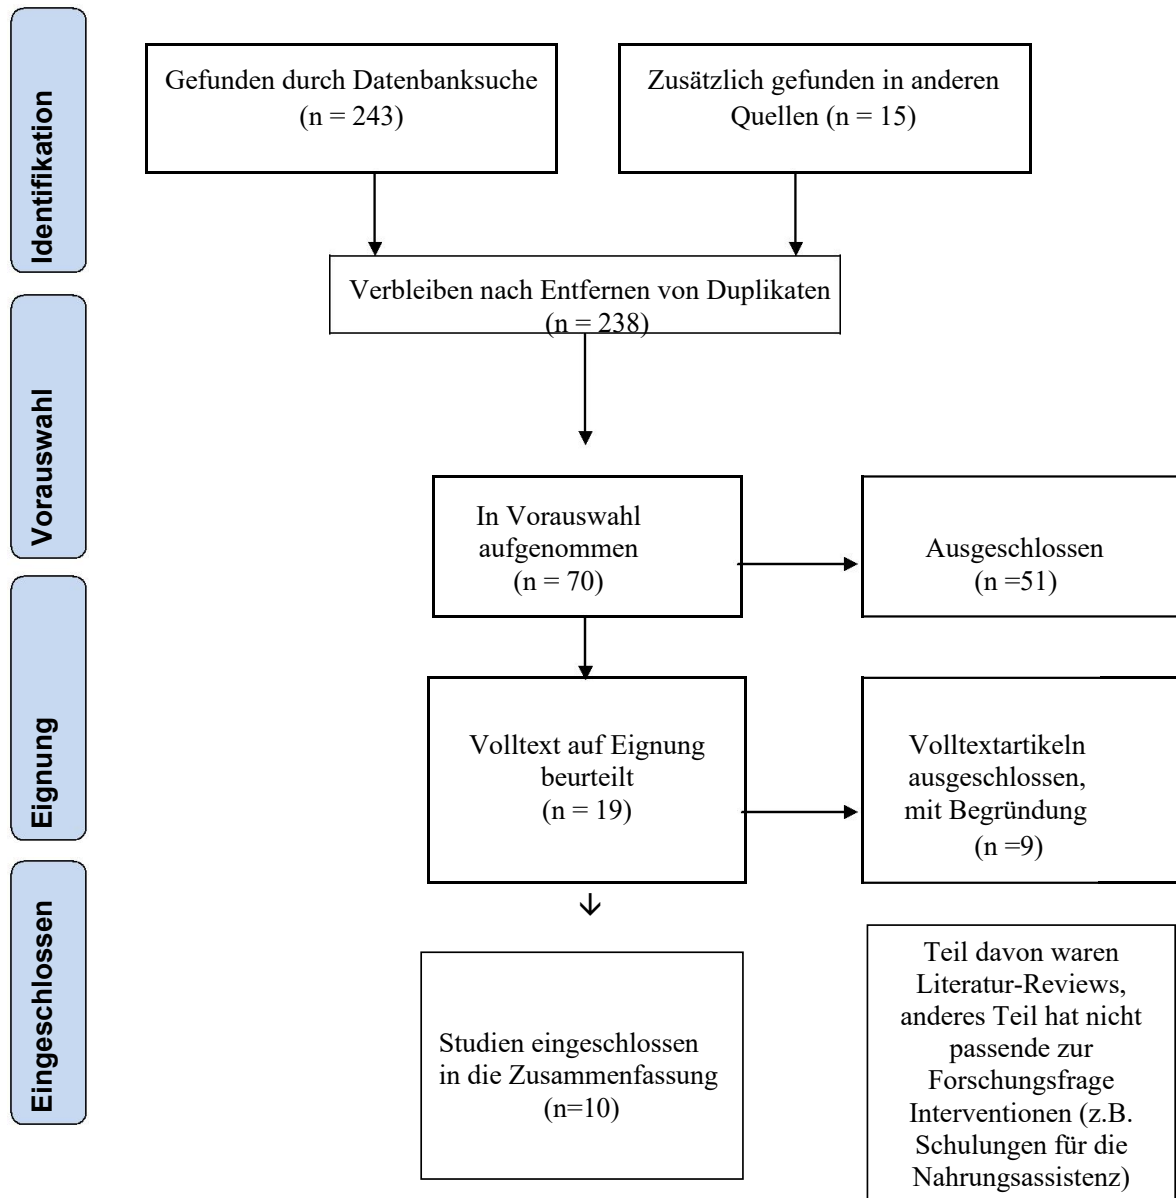 Identifikation
Gefunden durch Datenbanksuche
(n = 243)
Zusätzlich gefunden in anderen
Quellen (n = 15)
Verbleiben nach Entfernen von Duplikaten
(n = 238)
Vorauswahl
In Vorauswahl
aufgenommen
(n = 70)
Ausgeschlossen
(n =51)
Eignung
Volltext auf Eignung
beurteilt
(n = 19)
Volltextartikeln
ausgeschlossen,
mit Begründung
(n =9)
Eingeschlossen
Studien eingeschlossen
in die Zusammenfassung
(n=10)
Teil davon waren
Literatur-Reviews,
anderes Teil hat nicht
passende zur
Forschungsfrage
Interventionen (z.B.
Schulungen für die
Nahrungsassistenz)